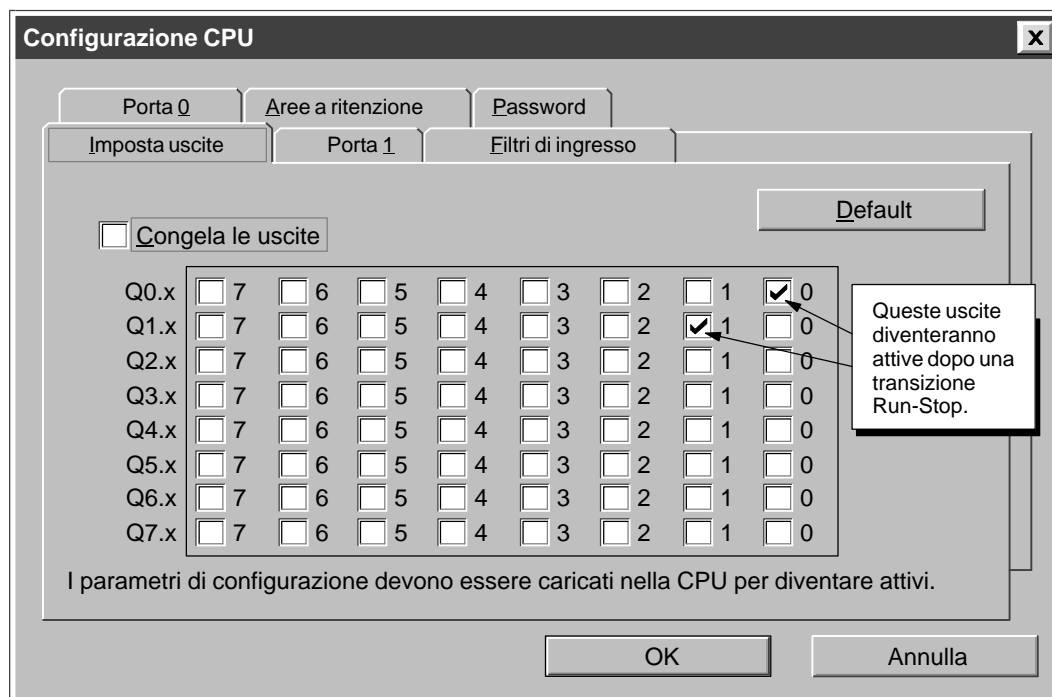 Configurazione CPU
Porta 0 Aree a ritenzione Password
Imposta uscite Porta 1 Filtri di ingresso
Default
Congela le uscite
Q0.x 7 6 5 4 3 2 1 0
Q1.x 7 6 5 4 3 2 1 0
Q2.x 7 6 5 4 3 2 1 0
Q3.x 7 6 5 4 3 2 1 0
Q4.x 7 6 5 4 3 2 1 0
Q5.x 7 6 5 4 3 2 1 0
Q6.x 7 6 5 4 3 2 1 0
Q7.x 7 6 5 4 3 2 1 0
Queste uscite
diventeranno
attive dopo una
transizione
Run-Stop.
I parametri di configurazione devono essere caricati nella CPU per diventare attivi.
OK Annulla